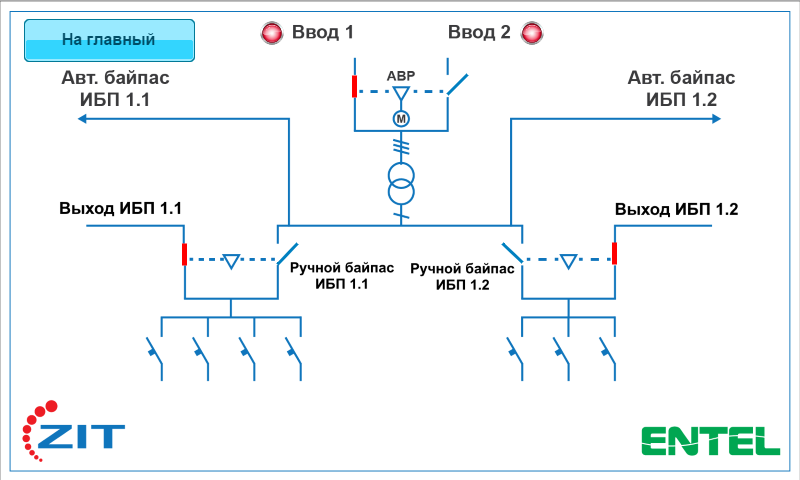 На главный
Ввод 1
Ввод 2
Авт. байпас
ИБП 1.1
АВР
Авт. байпас
ИБП 1.2
М
Выход ИБП 1.1
Выход ИБП 1.2
Ручной байпас
ИБП 1.1
Ручной байпас
ИБП 1.2
ZIT
ENTEL